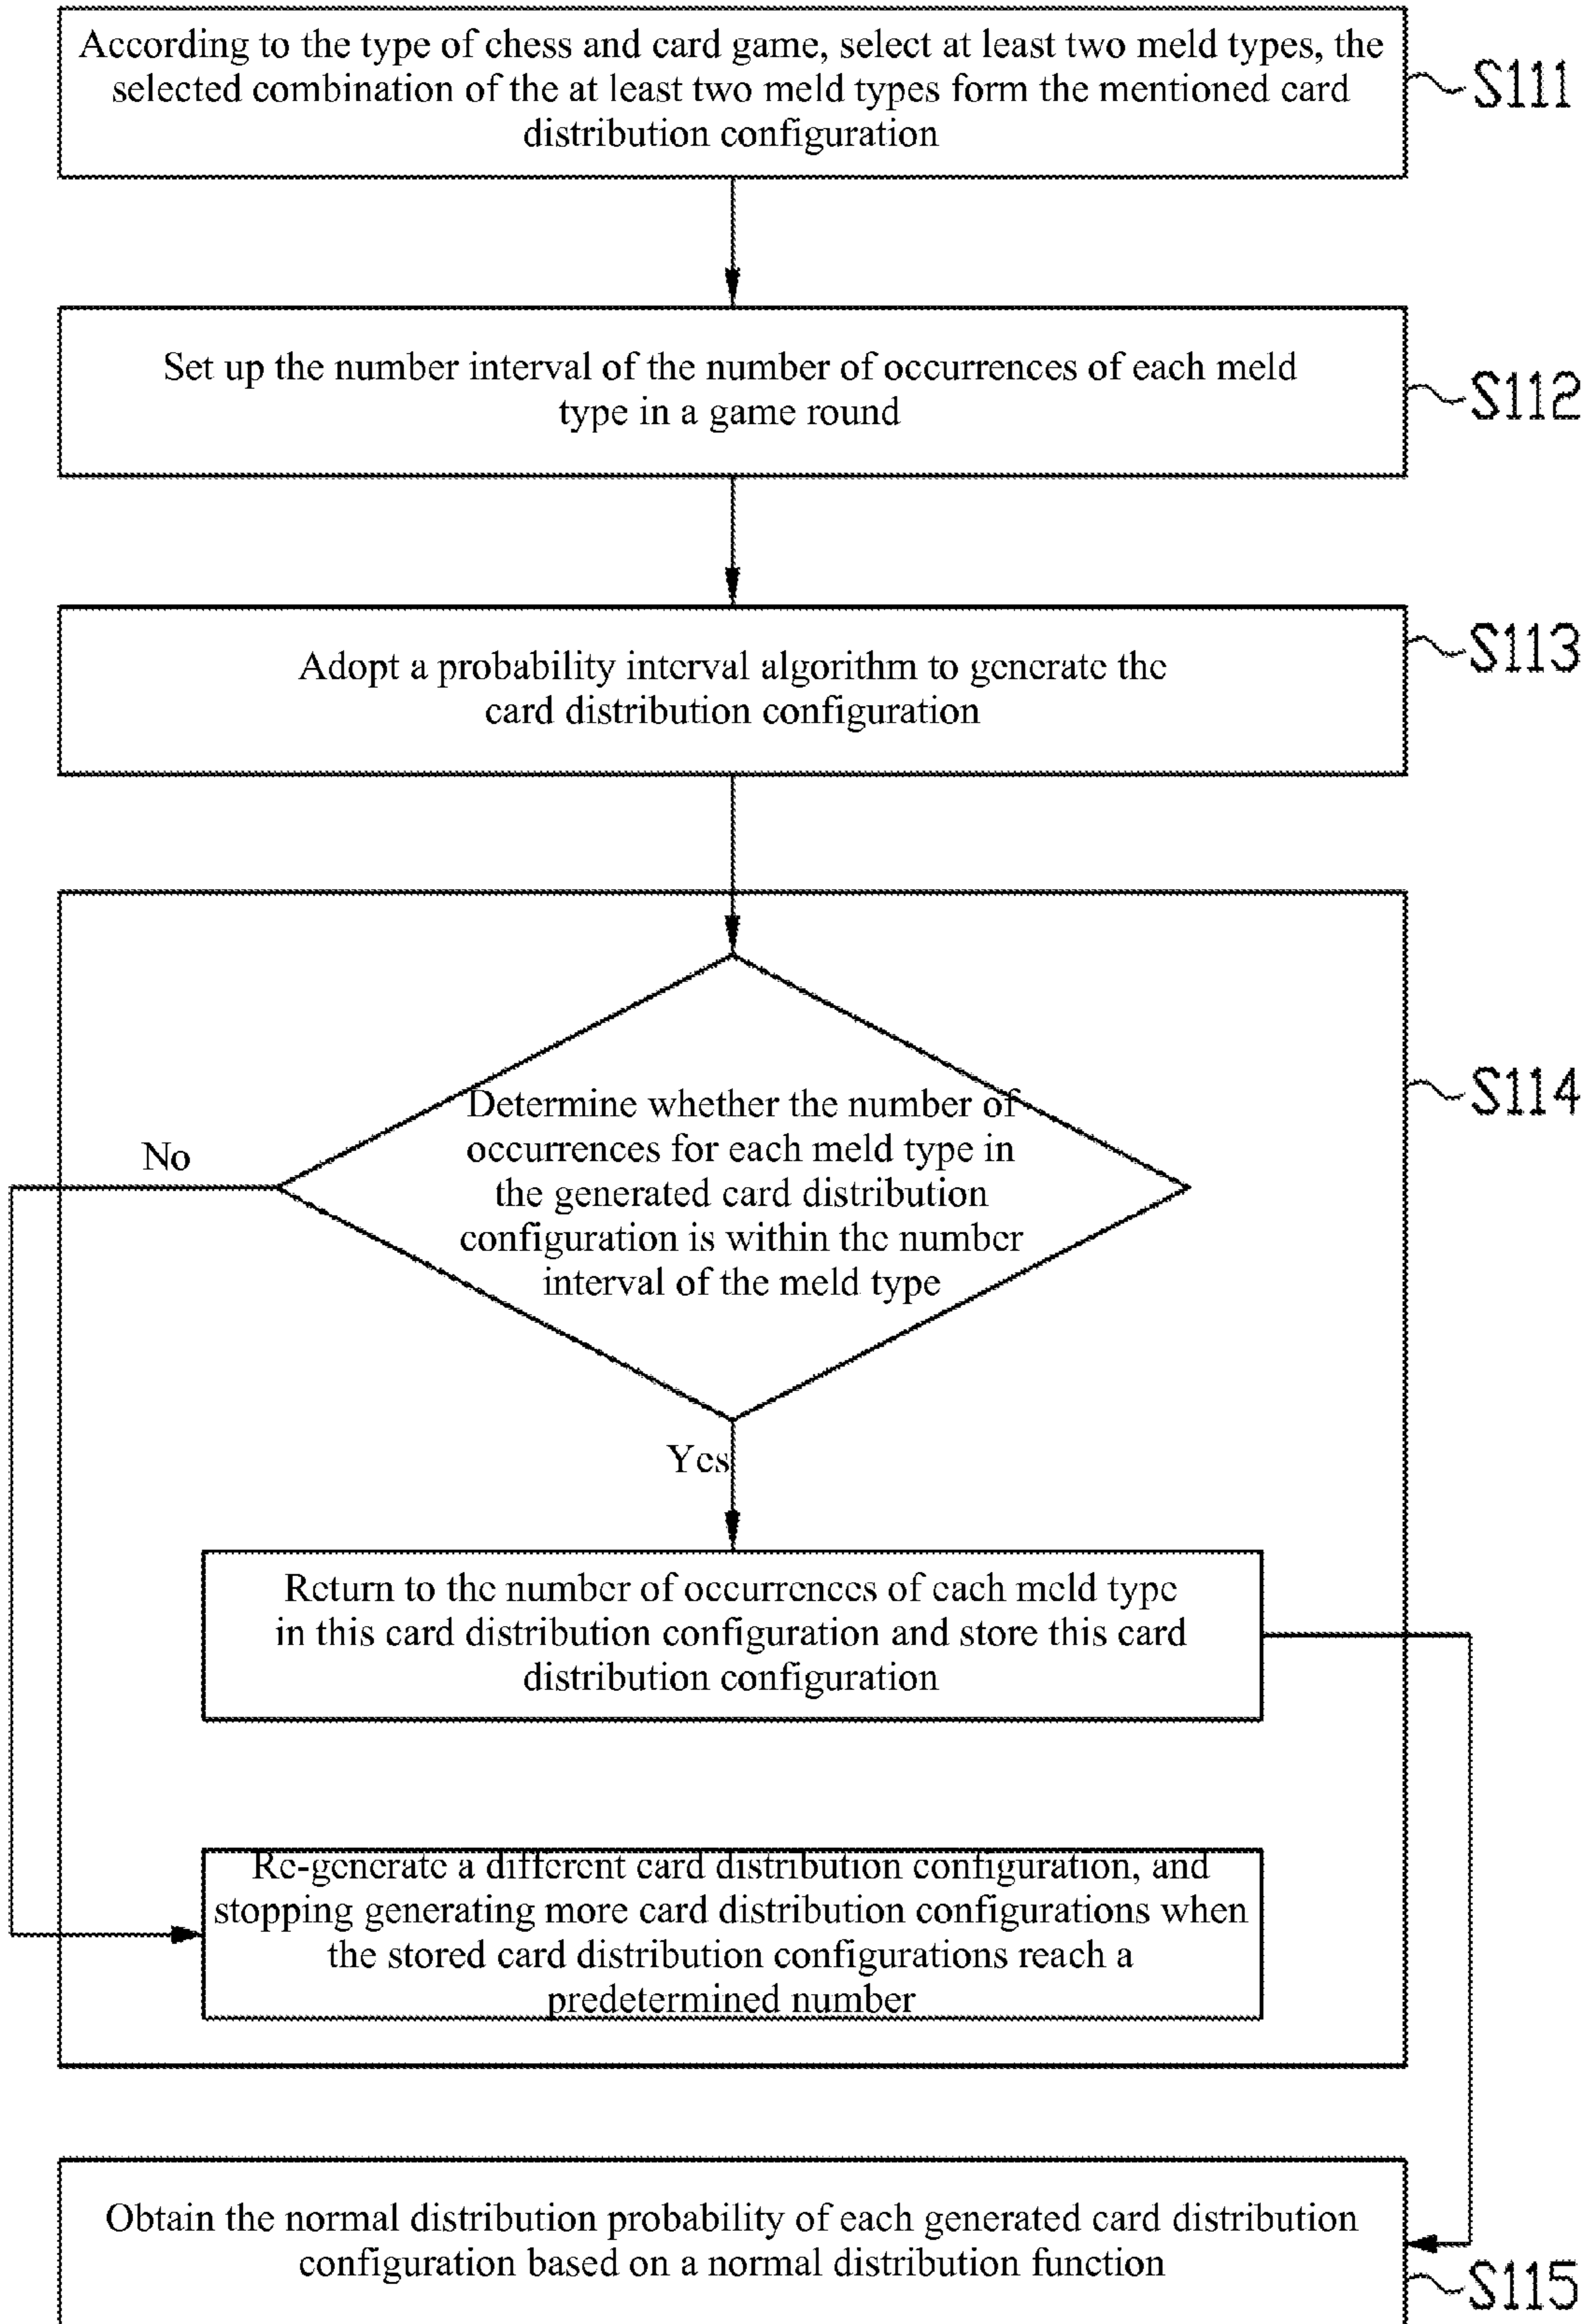 According to the type of chess and card game, select at least two meld types, the
selected combination of the at least two meld types form the mentioned card
distribution configuration
S111
Set up the number interval of the number of occurrences of each meld
type in a game round
S112
Adopt a probability interval algorithm to generate the
card distribution configuration
S113
Determine whether the number of
occurrences for each meld type in
the generated card distribution
configuration is within the number
interval of the meld type
S114
No
Yes
Return to the number of occurrences of each meld type
in this card distribution configuration and store this card
distribution configuration
Re-generate a different card distribution configuration, and
stopping generating more card distribution configurations when
the stored card distribution configurations reach a
predetermined number
Obtain the normal distribution probability of each generated card distribution
configuration based on a normal distribution function
S115